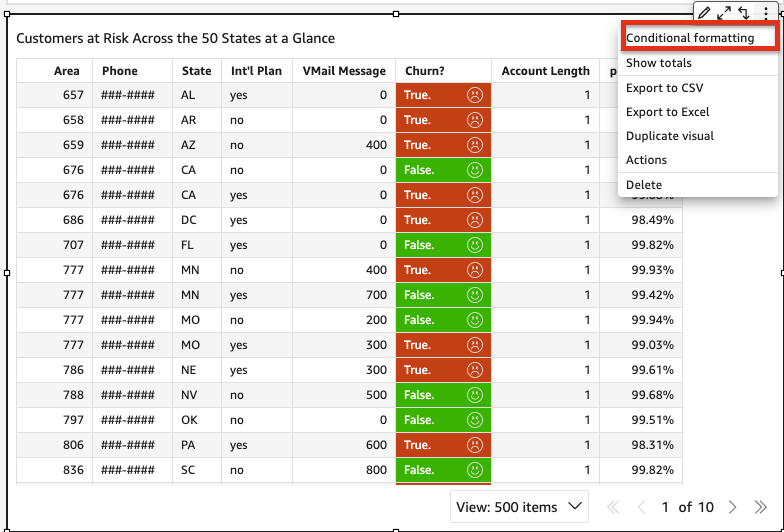 Customers at Risk Across the 50 States at a Glance
Conditional formatting
Show totals
Export to CSV
Export to Excel
Duplicate visual
Actions
Delete
Area Phone State Int'l Plan VMail Message Churn? Account Length
657 ###-#### AL yes 0 True. 1
658 ###-#### AR no 0 True. 1
659 ###-#### AZ no 400 True. 1
676 ###-#### CA no 0 False. 1
676 ###-#### CA yes 0 True. 1
686 ###-#### DC yes 0 True. 1 98.49%
707 ###-#### FL yes 0 False. 1 99.82%
777 ###-#### MN no 400 True. 1 99.93%
777 ###-#### MN yes 700 False. 1 99.42%
777 ###-#### MO no 200 False. 1 99.94%
777 ###-#### MO yes 300 True. 1 99.03%
786 ###-#### NE yes 300 True. 1 99.61%
788 ###-#### NV no 500 False. 1 99.68%
797 ###-#### OK no 0 False. 1 99.51%
806 ###-#### PA yes 600 True. 1 98.31%
836 ###-#### SC no 800 False. 1 99.82%
View: 500 items 1 of 10